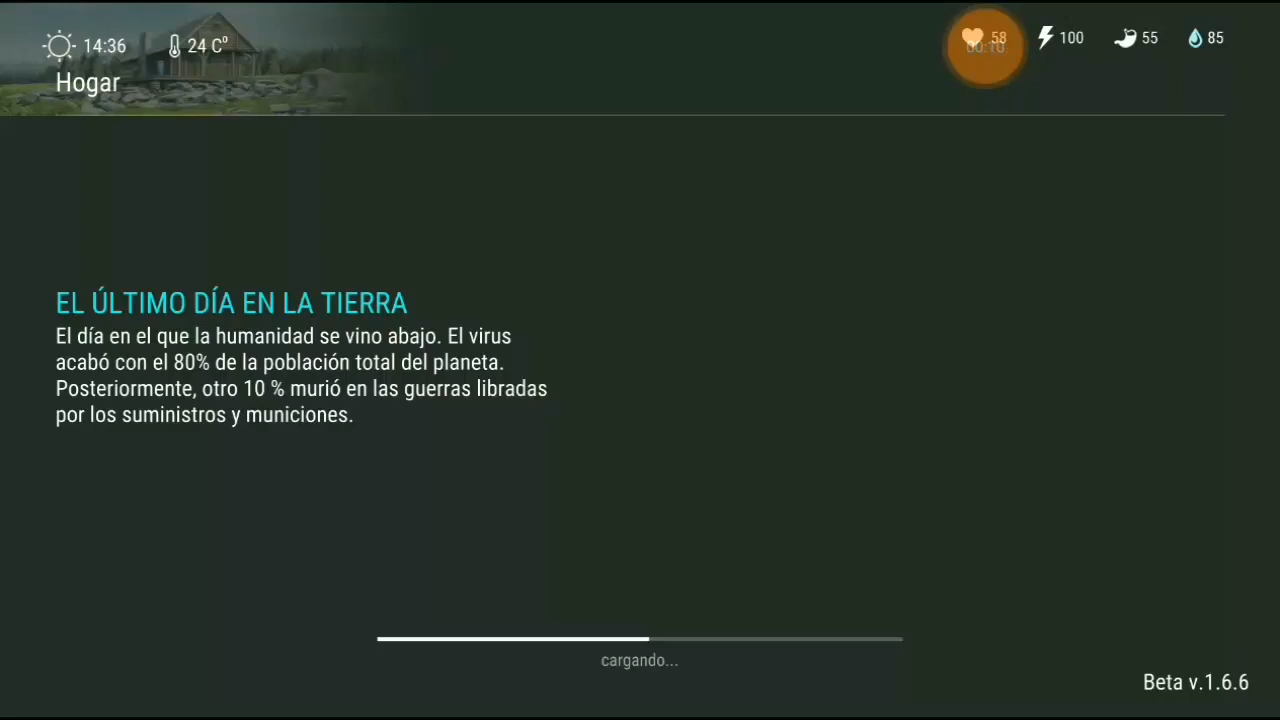 14:36
24 C°
58
00:10
100
55
85
Hogar
EL ÚLTIMO DÍA EN LA TIERRA
El día en el que la humanidad se vino abajo. El virus
acabó con el 80% de la población total del planeta.
Posteriormente, otro 10 % murió en las guerras libradas
por los suministros y municiones.
cargando...
Beta v.1.6.6